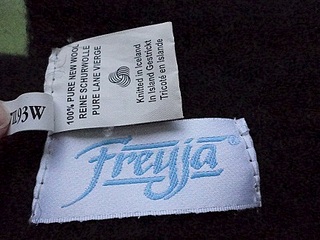 100% PURE NEW WOOL
REINE SCHURWOLLE
PURE LAINE VIERGE
Knitted in Iceland
In Island Gestrickt
Tricoté en Islande
Freyja®